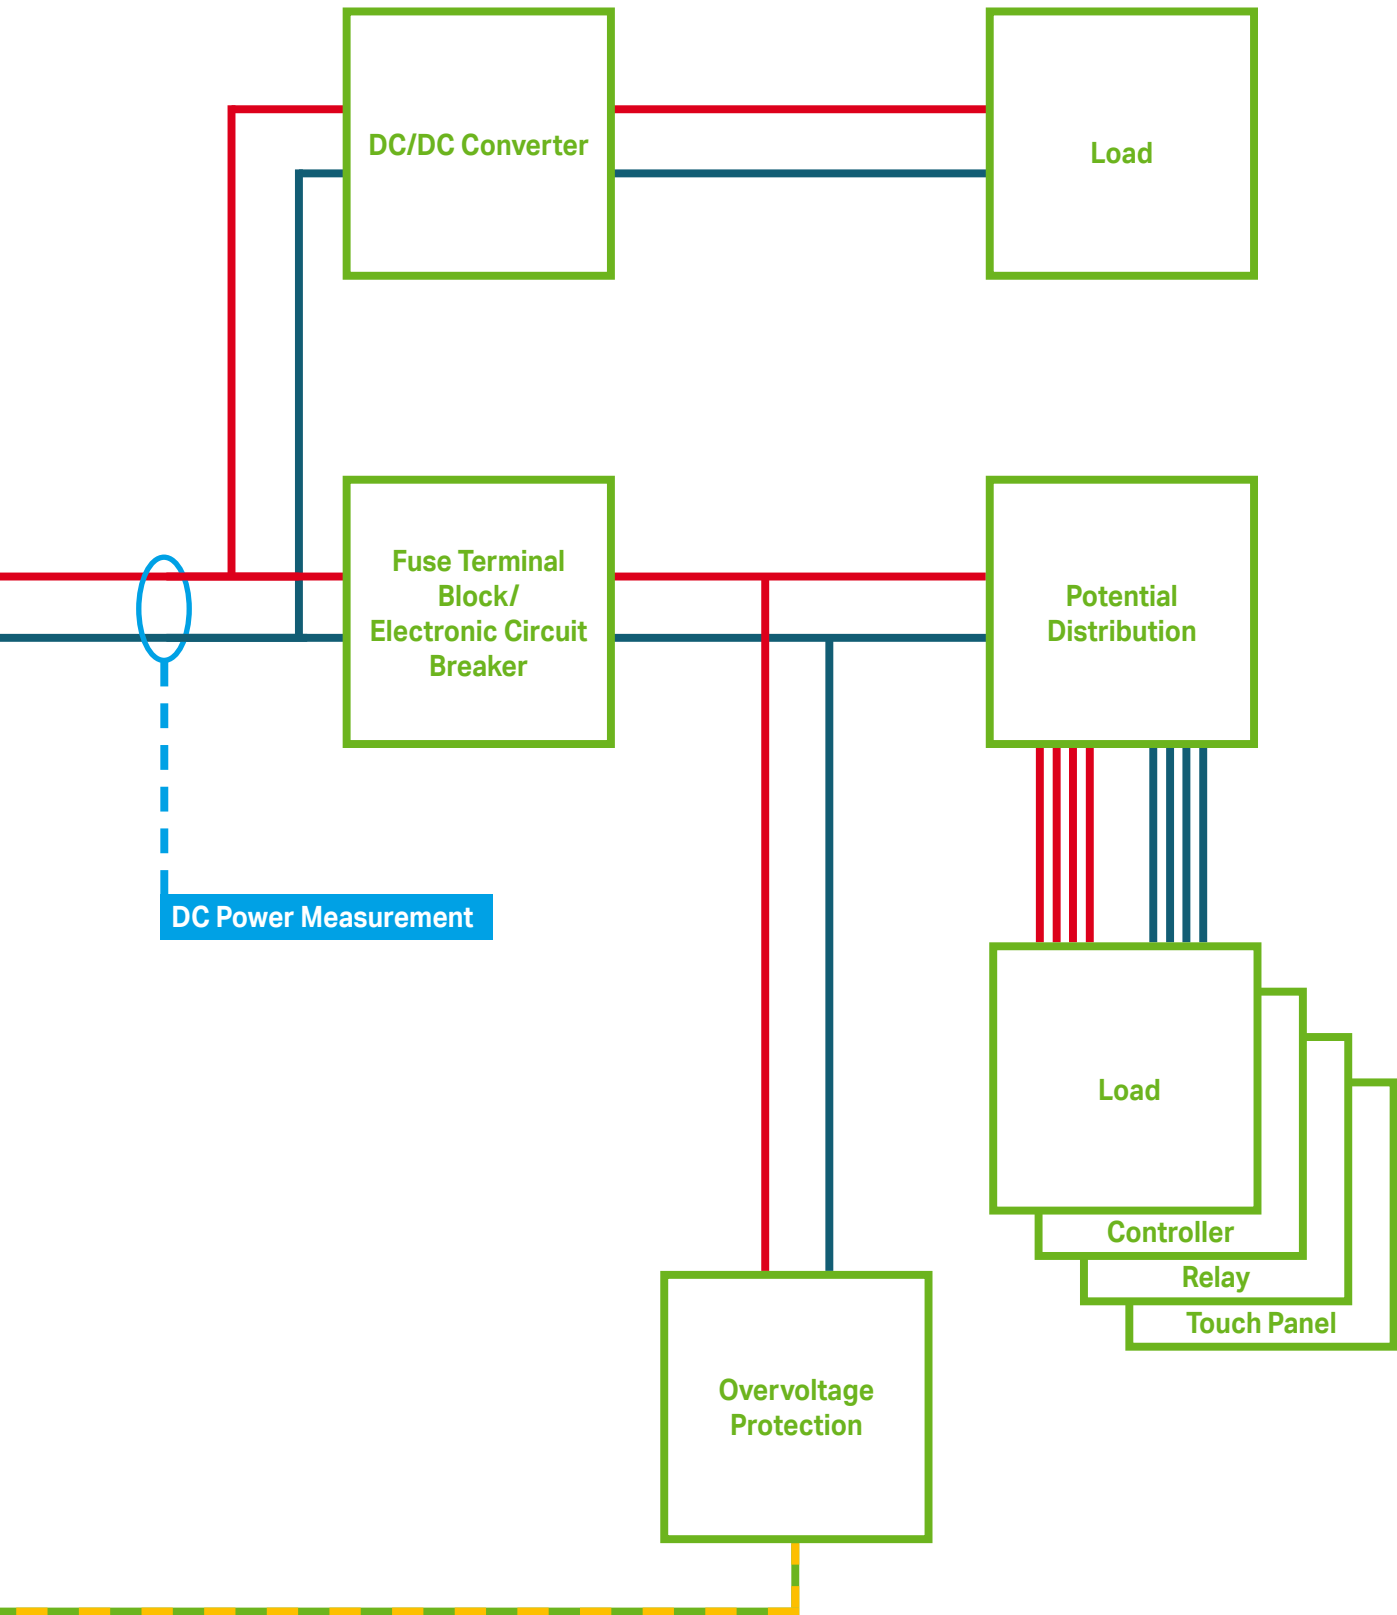 DC/DC Converter
Load
Fuse Terminal
Block/
Electronic Circuit
Breaker
Potential
Distribution
DC Power Measurement
Load
Controller
Relay
Touch Panel
Overvoltage
Protection